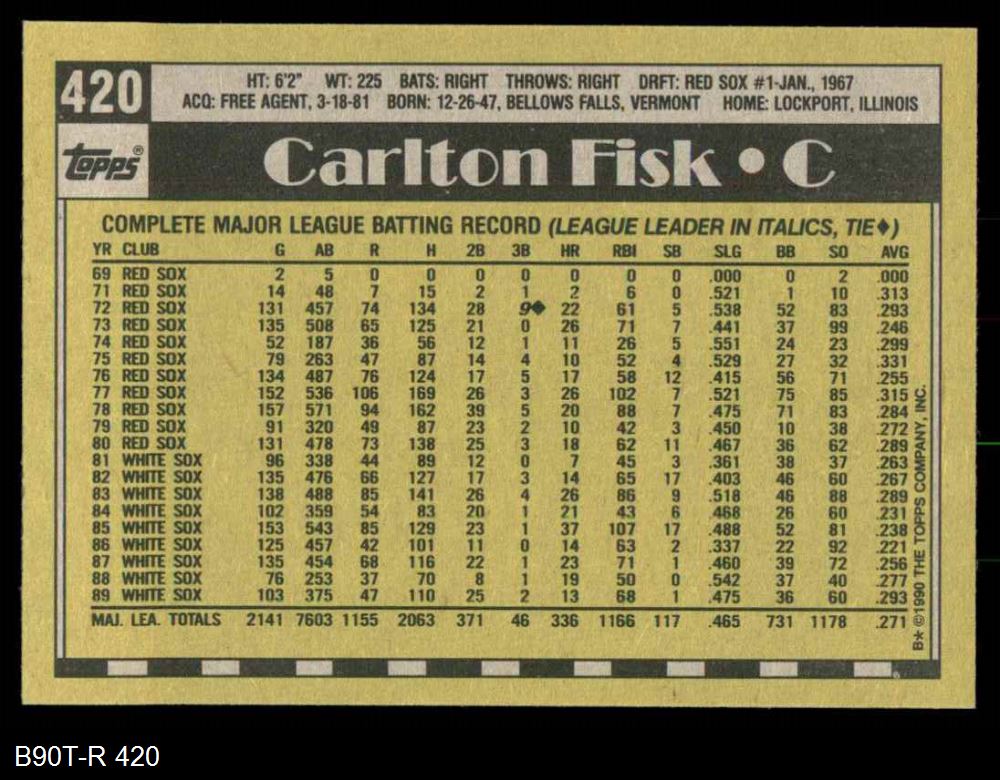 420
HT: 6'2" WT: 225 BATS: RIGHT THROWS: RIGHT DRFT: RED SOX #1-JAN., 1967
ACQ: FREE AGENT, 3-18-81 BORN: 12-26-47, BELLOWS FALLS, VERMONT HOME: LOCKPORT, ILLINOIS
TOPPS®
Carlton Fisk • C
COMPLETE MAJOR LEAGUE BATTING RECORD (LEAGUE LEADER IN ITALICS, TIE♦)
YR CLUB G AB R H 2B 3B HR RBI SB SLG BB SO AVG
69 RED SOX 2 5 0 0 0 0 0 0 0 .000 0 2 .000
71 RED SOX 14 48 7 15 2 1 2 6 0 .521 1 10 .313
72 RED SOX 131 457 74 134 28 9♦ 22 61 5 .538 52 83 .293
73 RED SOX 135 508 65 125 21 0 26 71 7 .441 37 99 .246
74 RED SOX 52 187 36 56 12 1 11 26 5 .551 24 23 .299
75 RED SOX 79 263 47 87 14 4 10 52 4 .529 27 32 .331
76 RED SOX 134 487 76 124 17 5 17 58 12 .415 56 71 .255
77 RED SOX 152 536 106 169 26 3 26 102 7 .521 75 85 .315
78 RED SOX 157 571 94 162 39 5 20 88 7 .475 71 83 .284
79 RED SOX 91 320 49 87 23 2 10 42 3 .450 10 38 .272
80 RED SOX 131 478 73 138 25 3 18 62 11 .467 36 62 .289
81 WHITE SOX 96 338 44 89 12 0 7 45 3 .361 38 37 .263
82 WHITE SOX 135 476 66 127 17 3 14 65 17 .403 46 60 .267
83 WHITE SOX 138 488 85 141 26 4 26 86 9 .518 46 88 .289
84 WHITE SOX 102 359 54 83 20 1 21 43 6 .468 26 60 .231
85 WHITE SOX 153 543 85 129 23 1 37 107 17 .488 52 81 .238
86 WHITE SOX 125 457 42 101 11 0 14 63 2 .337 22 92 .221
87 WHITE SOX 135 454 68 116 22 1 23 71 1 .460 39 72 .256
88 WHITE SOX 76 253 37 70 8 1 19 50 0 .542 37 40 .277
89 WHITE SOX 103 375 47 110 25 2 13 68 1 .475 36 60 .293
MAJ. LEA. TOTALS 2141 7603 1155 2063 371 46 336 1166 117 .465 731 1178 .271
B* ©1990 THE TOPPS COMPANY, INC.
B90T-R 420